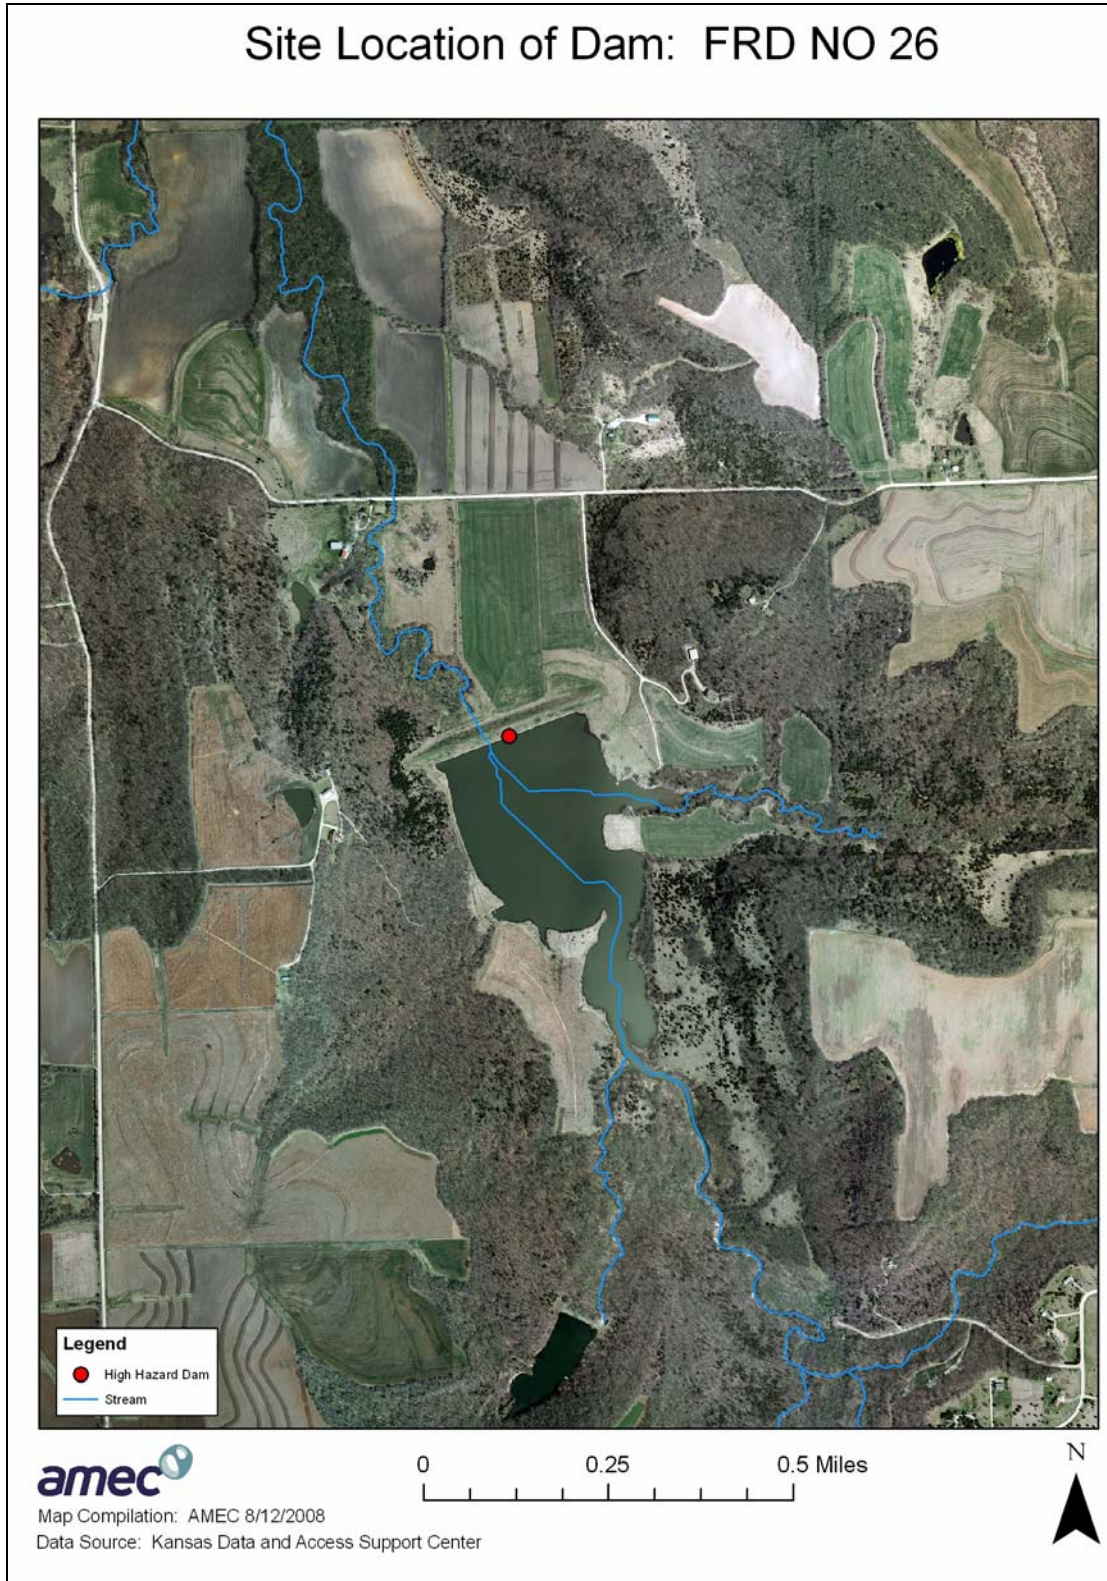 Site Location of Dam: FRD NO 26
Legend
High Hazard Dam
Stream
amec
0 0.25 0.5 Miles
N
Map Compilation: AMEC 8/12/2008
Data Source: Kansas Data and Access Support Center